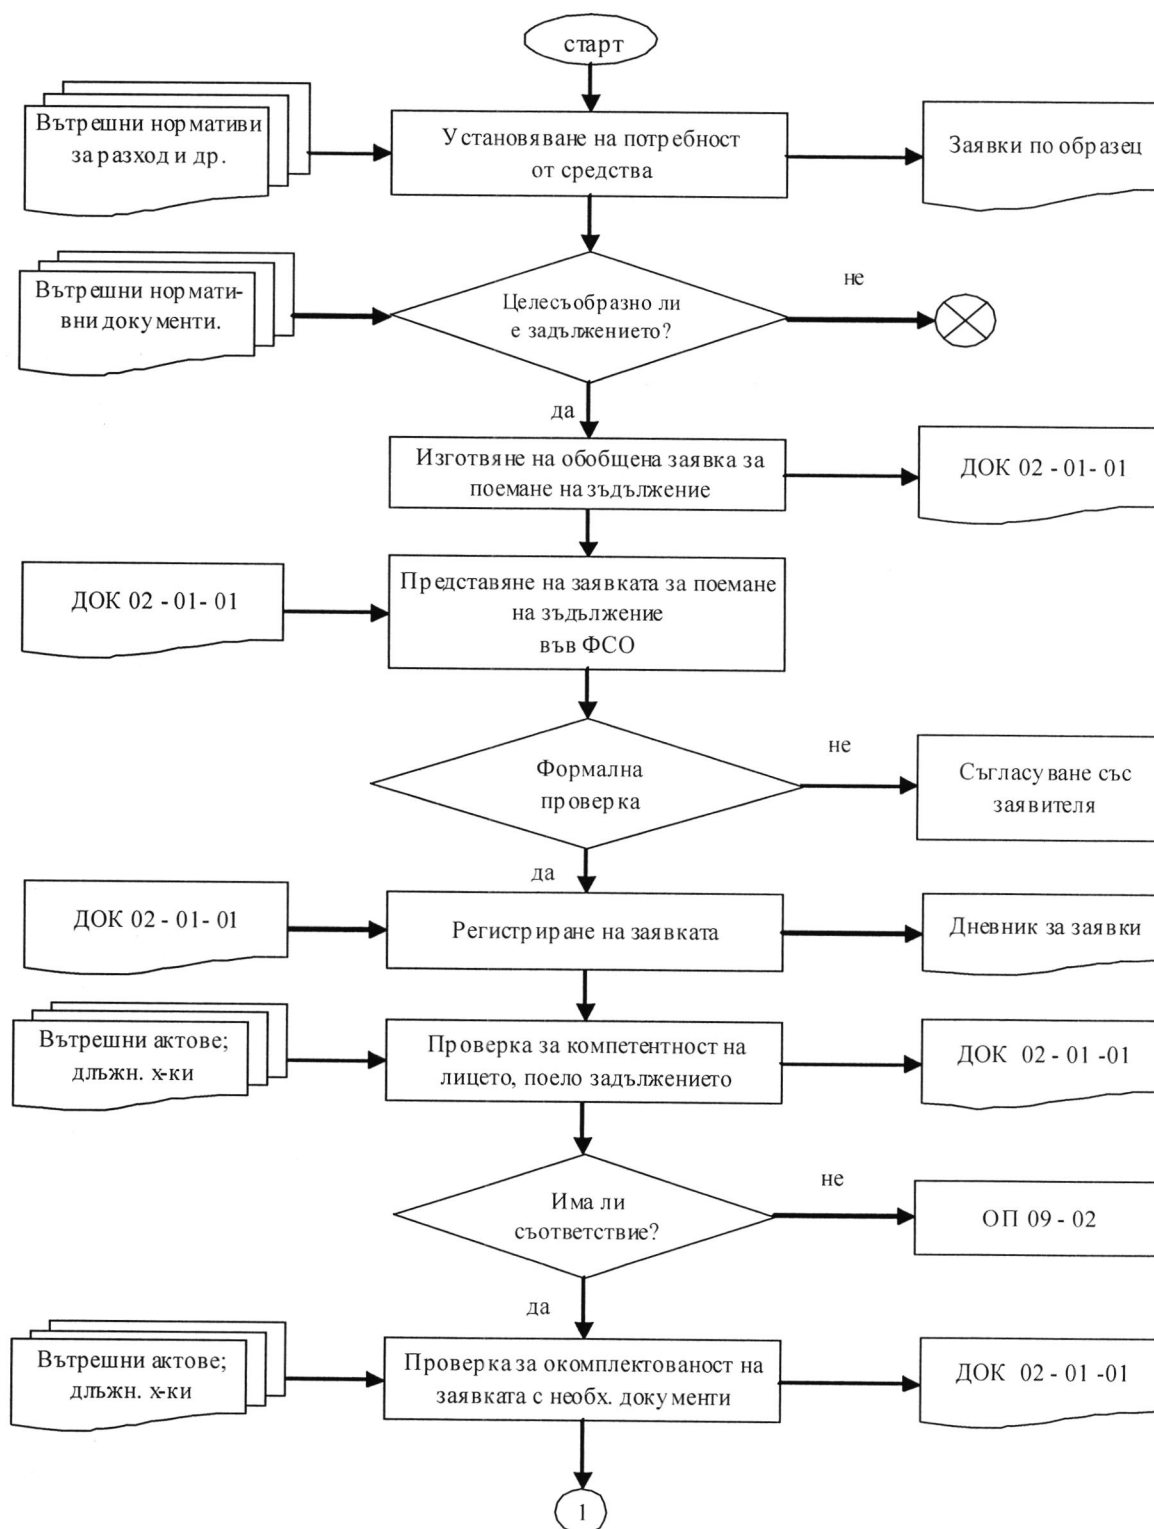 старт
Вътрешни нормативи
за разход и др.
Установяване на потребност
от средства
Заявки по образец
Вътрешни нормати-
вни документи.
Целесъобразно ли
е задължението?
не
да
Изготвяне на обобщена заявка за
поемане на зъдължение
ДОК 02 - 01- 01
ДОК 02 - 01- 01
Представяне на заявката за поемане
на зъдължение
във ФСО
Формална
проверка
не
Съгласуване със
заявителя
да
ДОК 02 - 01- 01
Регистриране на заявката
Дневник за заявки
Вътрешни актове;
длъжн. х-ки
Проверка за компетентност на
лицето, поело задължението
ДОК 02 - 01 -01
Има ли
съответствие?
не
ОП 09 - 02
да
Вътрешни актове;
длъжн. х-ки
Проверка за окомплектованост на
заявката с необх. документи
ДОК 02 - 01 -01
1